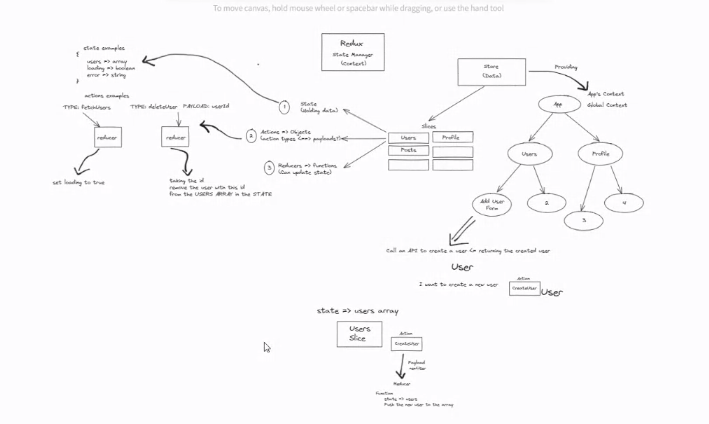 To move canvas, hold mouse wheel or spacebar while dragging, or use the hand tool
Redux
State Manager
(Context)
state examples
{
users => array
loading => boolean
error => string
}
actions examples
TYPE: fetchUsers
TYPE: deleteUser PAYLOAD: userId
reducer
reducer
set loading to true
taking the id
remove the user with this id
from the USERS ARRAY in the STATE
1
State
(Holding data)
2
Actions => Objects
(action types (==> payloads!)
3
Reducers => Functions
(Can update state)
Store
(Data)
Providing
App's Context
Global Context
Slices
Users
Profile
Posts
App
Users
Profile
Add User
Form
2
3
4
Call an API to create a user <= returning the created user
User
I want to create a new user
Action
CreateUser
User
state => users array
Users
Slice
Action
CreateUser
Payload
Reducer
Function
state => users
Push the new user to the array